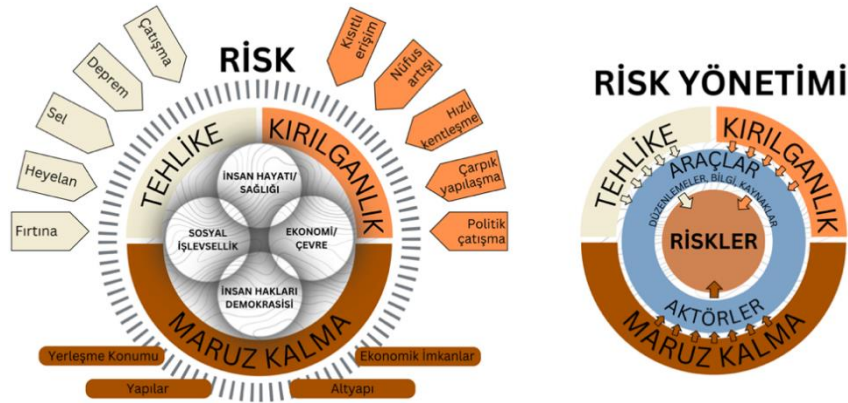 RİSK
Çatışma
Deprem
Sel
Heyelan
Fırtına
Kısıtlı
erişim
Nüfus
artışı
Hızlı
kentleşme
Çarpık
yapılaşma
Politik
çatışma
TEHLİKE
KIRILGANLIK
MARUZ KALMA
İNSAN HAYATI/
SAĞLIĞI
SOSYAL
İŞLEVSELLİK
EKONOMİ/
ÇEVRE
İNSAN HAKLARI
DEMOKRASİSİ
Yerleşme Konumu
Ekonomik İmkanlar
Yapılar
Altyapı
RİSK YÖNETİMİ
TEHLİKE
KIRILGANLIK
ARAÇLAR
DÜZENLEMELER, BİLGİ, KAYNAKLAR
RİSKLER
AKTÖRLER
MARUZ KALMA